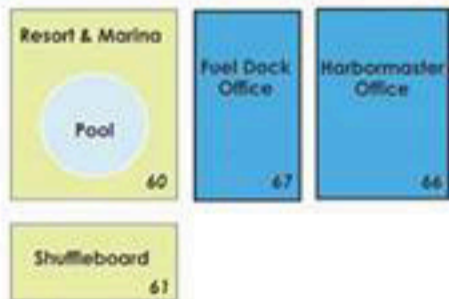 Resort & Marina
Pool
60
Fuel Dock
Office
67
Harbormaster
Office
66
Shuffleboard
61